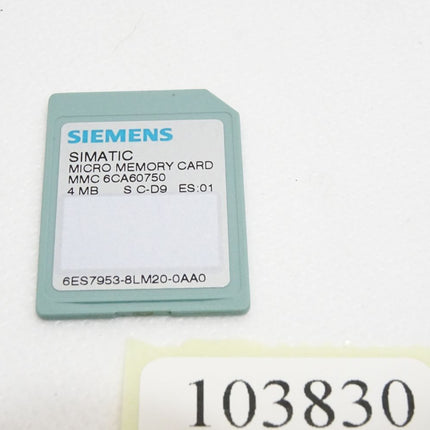 SIEMENS
SIMATIC
MICRO MEMORY CARD
MMC 6CA60750
4 MB S C-D9 ES:01
6ES7953-8LM20-0AA0
103830